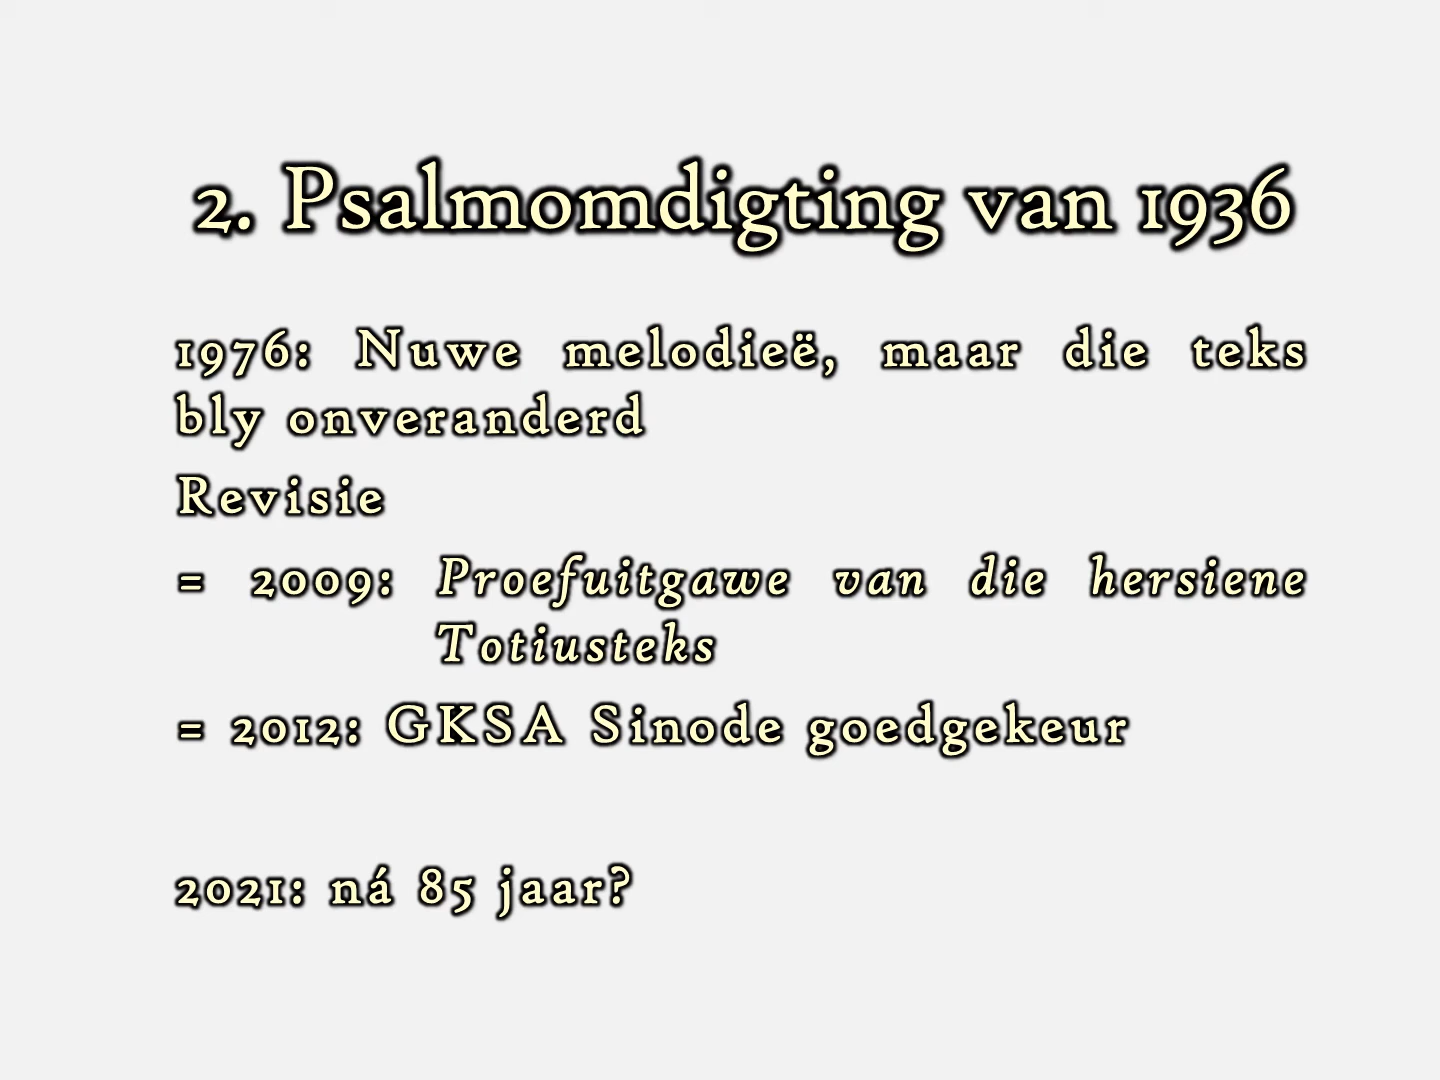 2. Psalmomdigting van 1936
1976: Nuwe melodieë, maar die teks
bly onveranderd
Revisie
= 2009: Proefuitgawe van die hersiene
Totiusteks
= 2012: GKSA Sinode goedgekeur
2021: ná 85 jaar?